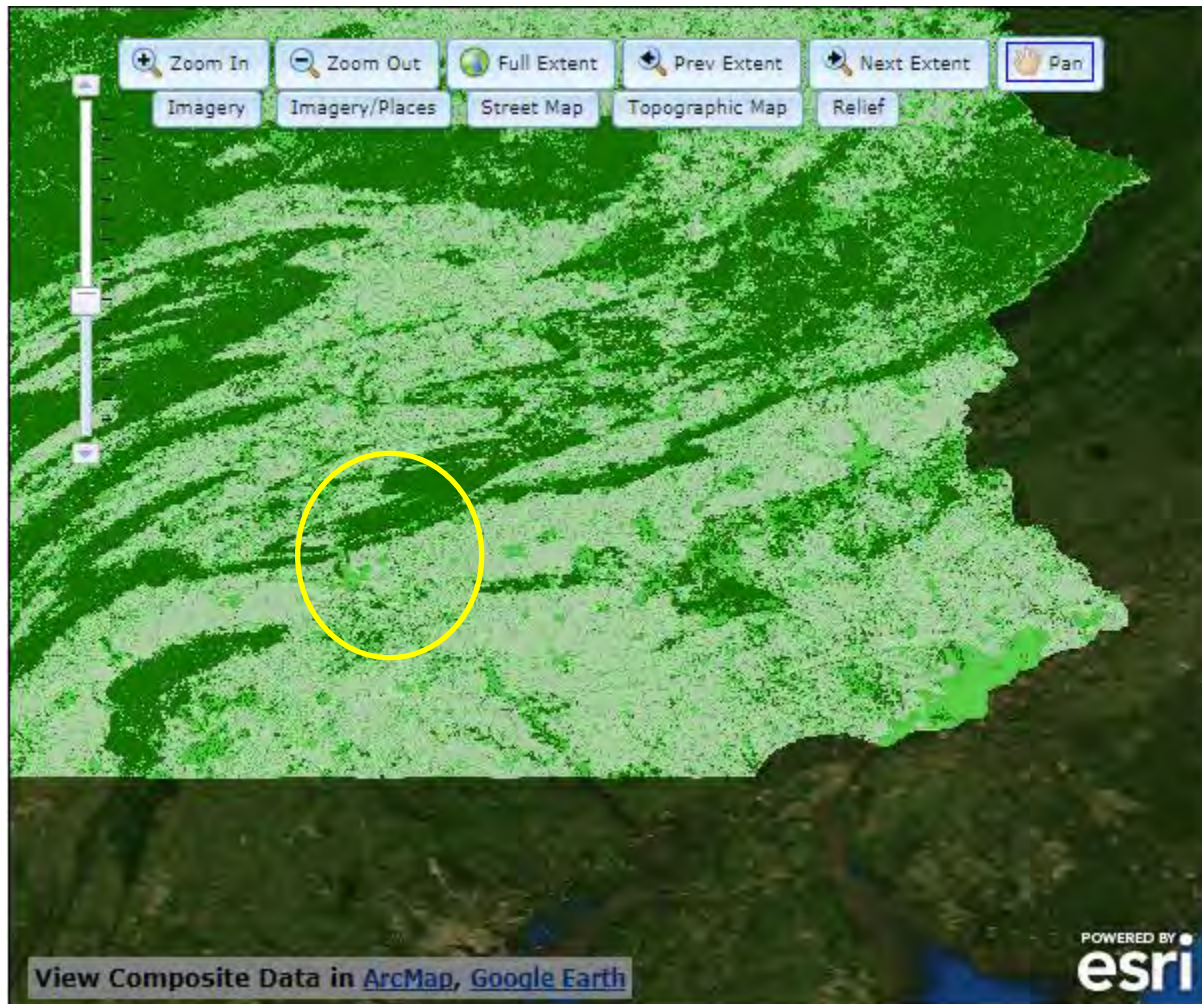 Zoom In Zoom Out Full Extent Prev Extent Next Extent Pan
Imagery Imagery/Places Street Map Topographic Map Relief
POWERED BY
esri
View Composite Data in ArcMap, Google Earth